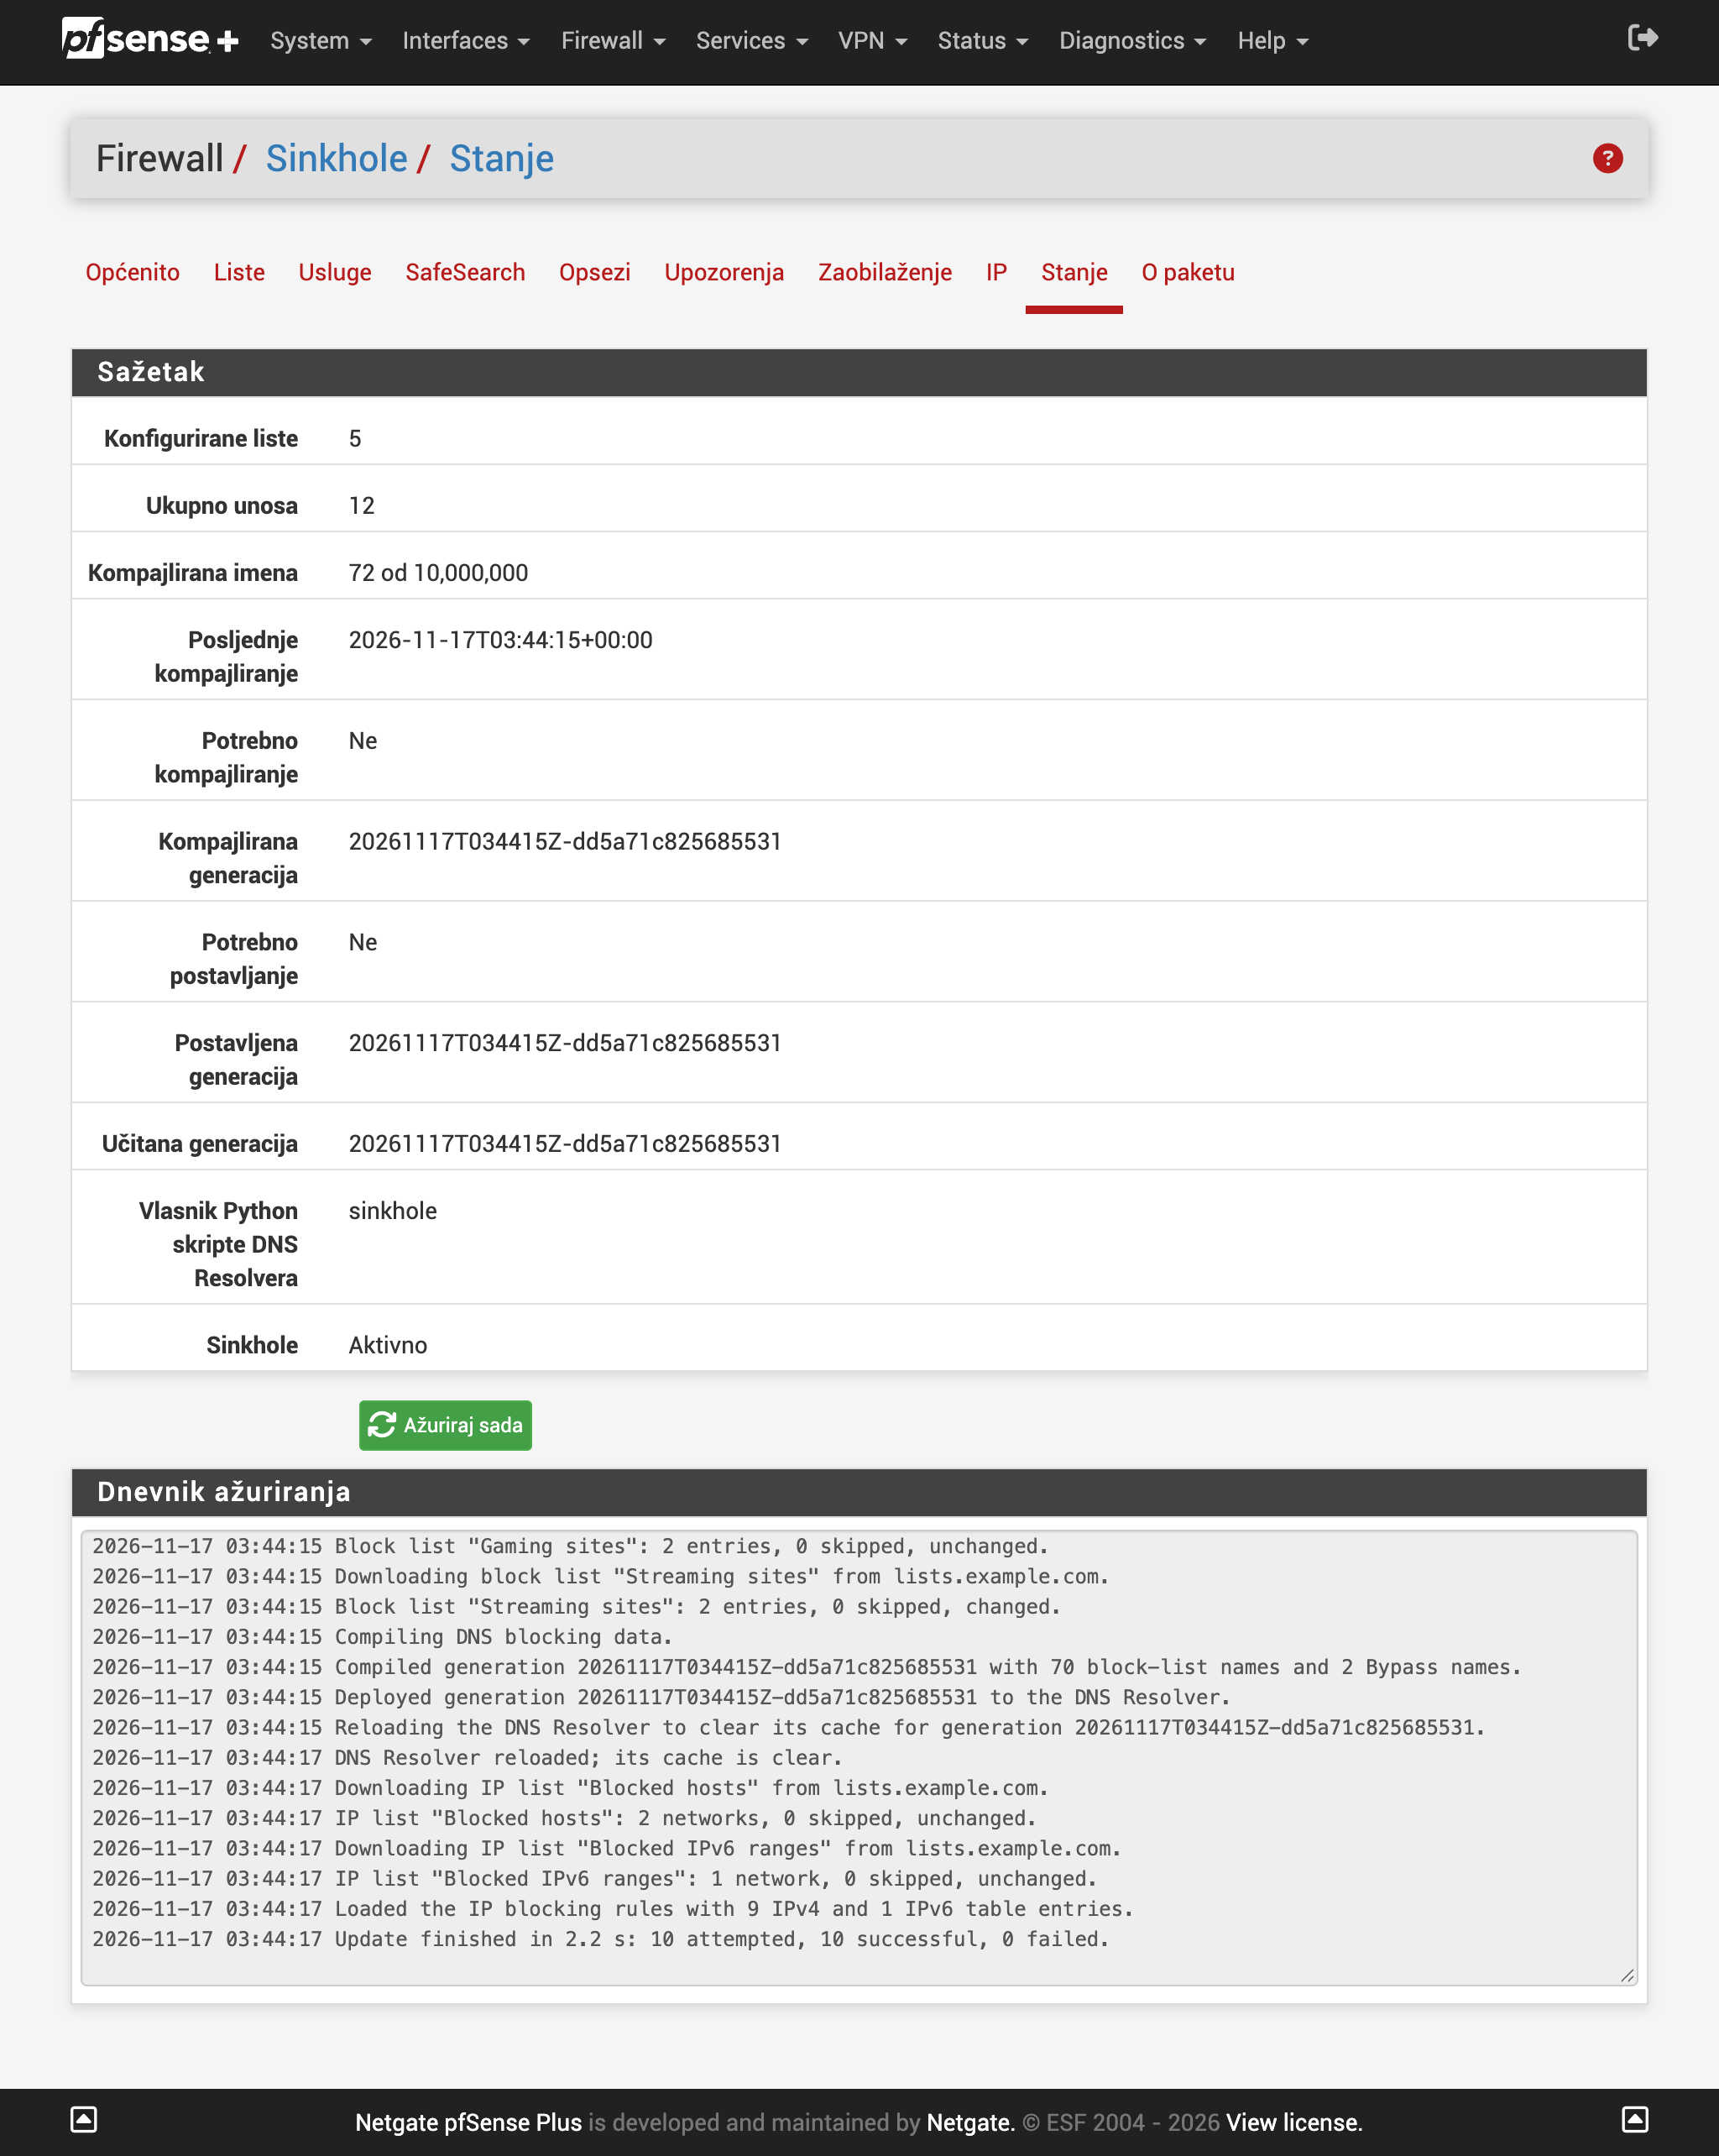 pfsense +
System Interfaces Firewall Services VPN Status Diagnostics Help
Firewall / Sinkhole / Stanje
?
Općenito Liste Usluge SafeSearch Opsezi Upozorenja Zaobilaženje IP Stanje O paketu
Sažetak
Konfigurirane liste 5
Ukupno unosa 12
Kompajlirana imena 72 od 10,000,000
Posljednje kompajliranje 2026-11-17T03:44:15+00:00
Potrebno kompajliranje Ne
Kompajlirana generacija 20261117T034415Z-dd5a71c825685531
Potrebno postavljanje Ne
Postavljena generacija 20261117T034415Z-dd5a71c825685531
Učitana generacija 20261117T034415Z-dd5a71c825685531
Vlasnik Python skripte DNS Resolvera sinkhole
Sinkhole Aktivno
Ažuriraj sada
Dnevnik ažuriranja
2026-11-17 03:44:15 Block list "Gaming sites": 2 entries, 0 skipped, unchanged.
2026-11-17 03:44:15 Downloading block list "Streaming sites" from lists.example.com.
2026-11-17 03:44:15 Block list "Streaming sites": 2 entries, 0 skipped, changed.
2026-11-17 03:44:15 Compiling DNS blocking data.
2026-11-17 03:44:15 Compiled generation 20261117T034415Z-dd5a71c825685531 with 70 block-list names and 2 Bypass names.
2026-11-17 03:44:15 Deployed generation 20261117T034415Z-dd5a71c825685531 to the DNS Resolver.
2026-11-17 03:44:15 Reloading the DNS Resolver to clear its cache for generation 20261117T034415Z-dd5a71c825685531.
2026-11-17 03:44:17 DNS Resolver reloaded; its cache is clear.
2026-11-17 03:44:17 Downloading IP list "Blocked hosts" from lists.example.com.
2026-11-17 03:44:17 IP list "Blocked hosts": 2 networks, 0 skipped, unchanged.
2026-11-17 03:44:17 Downloading IP list "Blocked IPv6 ranges" from lists.example.com.
2026-11-17 03:44:17 IP list "Blocked IPv6 ranges": 1 network, 0 skipped, unchanged.
2026-11-17 03:44:17 Loaded the IP blocking rules with 9 IPv4 and 1 IPv6 table entries.
2026-11-17 03:44:17 Update finished in 2.2 s: 10 attempted, 10 successful, 0 failed.
Netgate pfSense Plus is developed and maintained by Netgate. © ESF 2004 - 2026 View license.